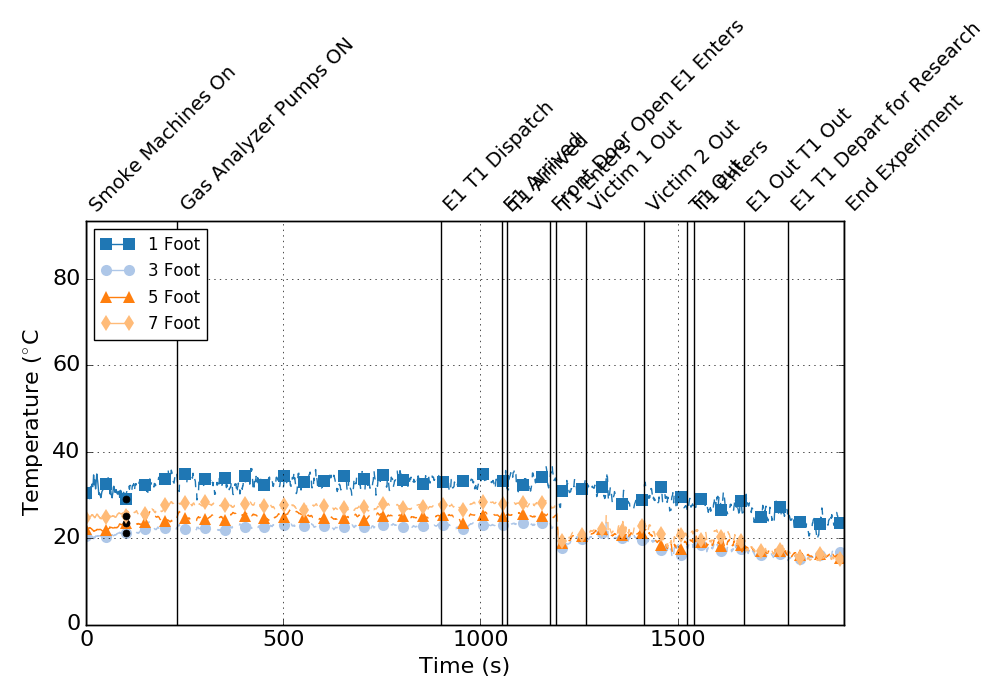 Smoke Machines On
Gas Analyzer Pumps ON
E1 T1 Dispatch
E1 Arrived
T1 Arrived
Front Door Open E1 Enters
T1 Enters
Victim 1 Out
Victim 2 Out
T1 Out
T1 Enters
E1 Out T1 Out
E1 T1 Depart for Research
End Experiment
1 Foot
3 Foot
5 Foot
7 Foot
80
60
40
20
0
Temperature (°C
0 500 1000 1500
Time (s)